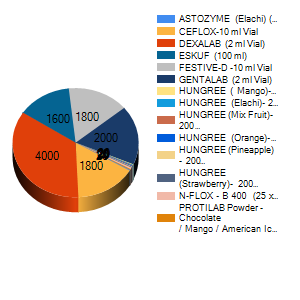 ASTOZYME (Elachi) (...
CEFLOX-10 ml Vial
DEXALAB (2 ml Vial)
ESKUF (100 ml)
FESTIVE-D -10 ml Vial
GENTALAB (2 ml Vial)
HUNGREE ( Mango)-...
HUNGREE (Elachi)- 2...
HUNGREE (Mix Fruit)-
200...
HUNGREE (Orange)-...
HUNGREE (Pineapple)
- 200...
HUNGREE
(Strawberry)- 200...
N-FLOX - B 400 (25 x...
PROTILAB Powder -
Chocolate
/ Mango / American Ic...
1600
1800
2000
4000
1800